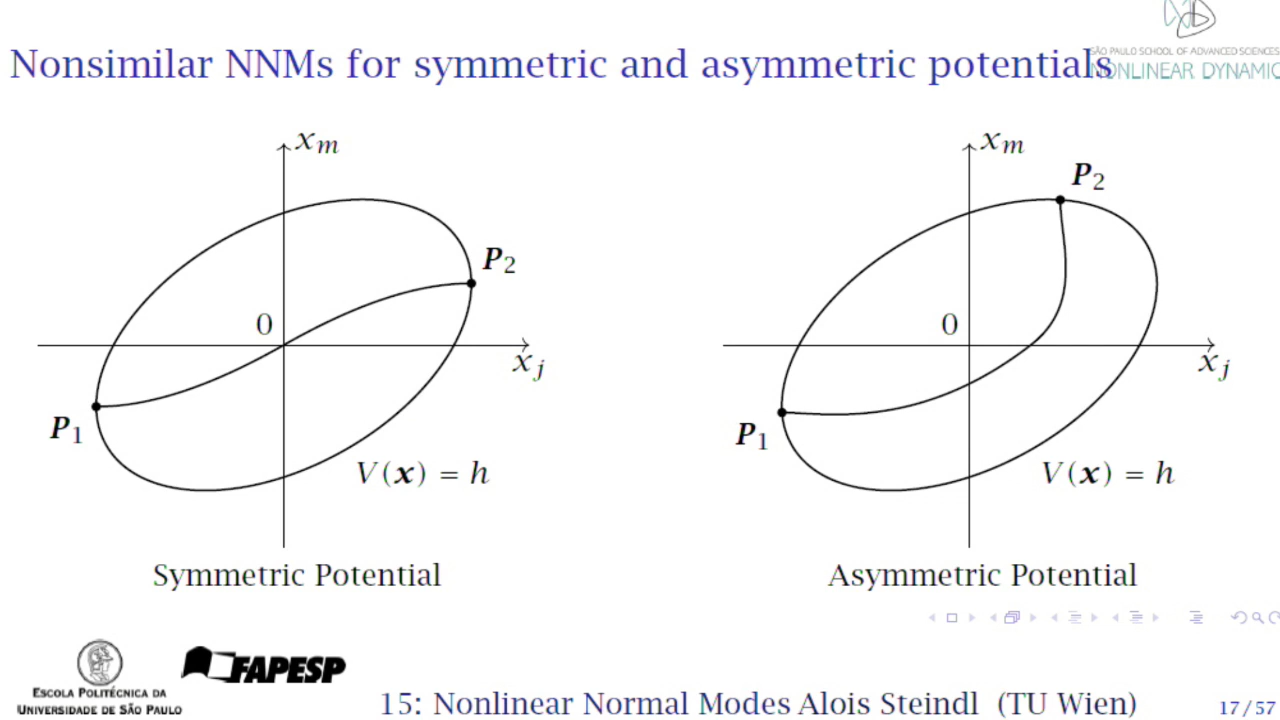 Nonsimilar NNMs for symmetric and asymmetric potentials
SÃO PAULO SCHOOL OF ADVANCED SCIENCES
NONLINEAR DYNAMIC
x_m
P_2
0
x_j
P_1
V(x) = h
Symmetric Potential
x_m
P_2
0
x_j
P_1
V(x) = h
Asymmetric Potential
ESCOLA POLITÉCNICA DA
UNIVERSIDADE DE SÃO PAULO
FAPESP
15: Nonlinear Normal Modes Alois Steindl (TU Wien)
17/57